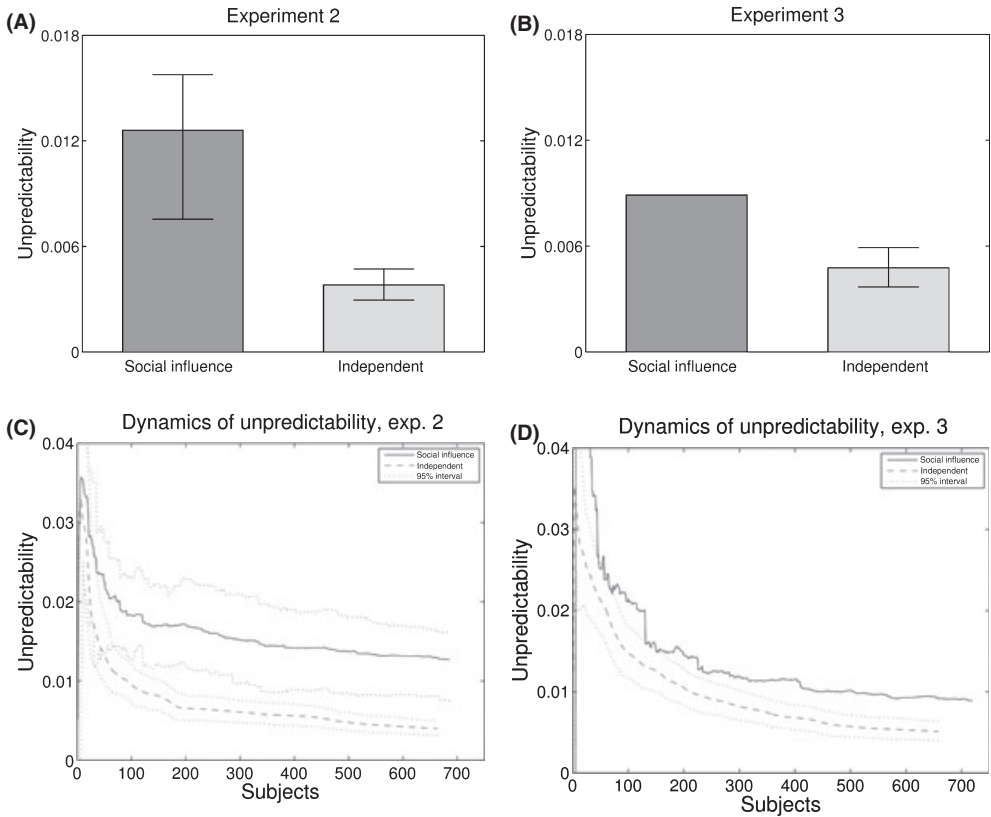 (A)
Experiment 2
Unpredictability
0.018
0.012
0.006
0
Social influence
Independent
(B)
Experiment 3
Unpredictability
0.018
0.012
0.006
0
Social influence
Independent
(C)
Dynamics of unpredictability, exp. 2
Unpredictability
0.04
0.03
0.02
0.01
0
Social influence
Independent
95% interval
0 100 200 300 400 500 600 700
Subjects
(D)
Dynamics of unpredictability, exp. 3
Unpredictability
0.04
0.03
0.02
0.01
0
Social influence
Independent
95% interval
0 100 200 300 400 500 600 700
Subjects